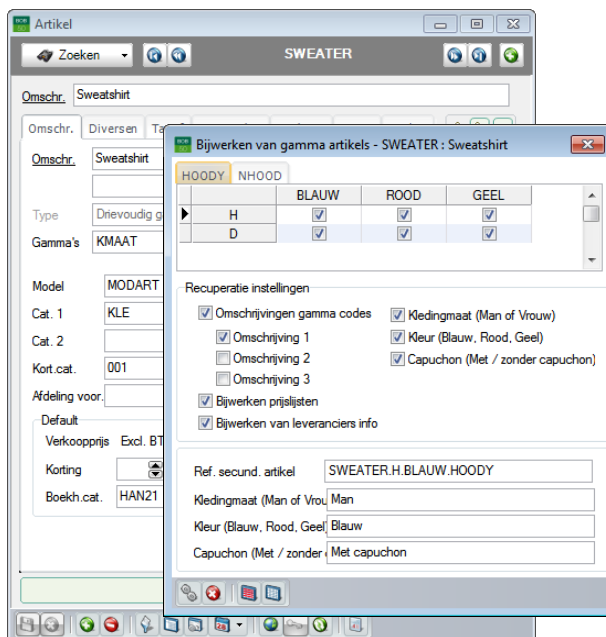 Artikel
Zoeken
SWEATER
Omschr. Sweatshirt
Omschr. Diversen
Omschr. Sweatshirt
Type Drievoudig
Gamma's KMAAT
Model MODART
Cat. 1 KLE
Cat. 2
Kort.cat. 001
Afdeling voor.
Default
Verkoopprijs Excl.
Korting
Boekh.cat. HAN21
Bijwerken van gamma artikels - SWEATER : Sweatshirt
HOODY NHOOD
BLAUW ROOD GEEL
H
D
Recuperatie instellingen
Omschrijvingen gamma codes
Omschrijving 1
Omschrijving 2
Omschrijving 3
Bijwerken prijslijsten
Bijwerken van leveranciers info
Kledingmaat (Man of Vrouw)
Kleur (Blauw, Rood, Geel)
Capuchon (Met / zonder capuchon)
Ref. secund. artikel SWEATER.H.BLAUW.HOODY
Kledingmaat (Man of Vrou Man
Kleur (Blauw, Rood, Geel) Blauw
Capuchon (Met / zonder Met capuchon